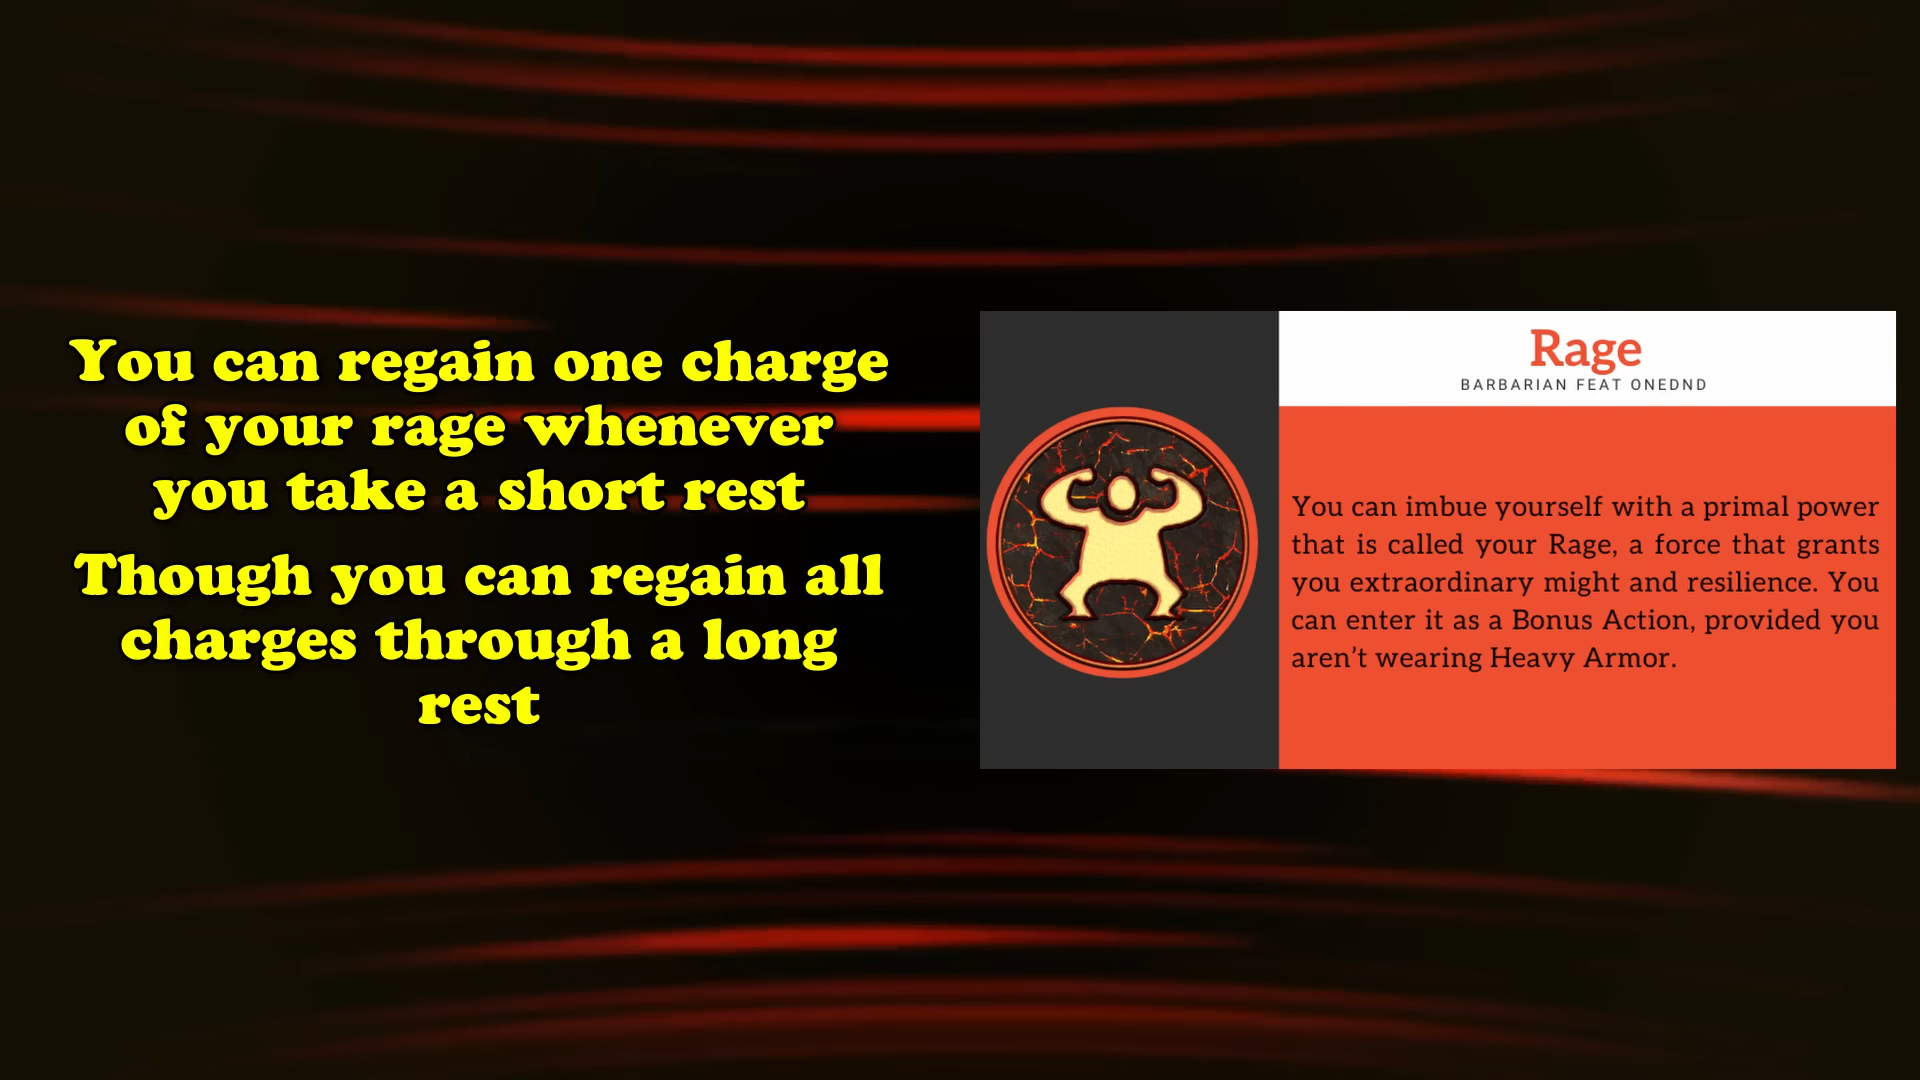 You can regain one charge
of your rage whenever
you take a short rest
Though you can regain all
charges through a long
rest
Rage
BARBARIAN FEAT ONEDND
You can imbue yourself with a primal power
that is called your Rage, a force that grants
you extraordinary might and resilience. You
can enter it as a Bonus Action, provided you
aren’t wearing Heavy Armor.